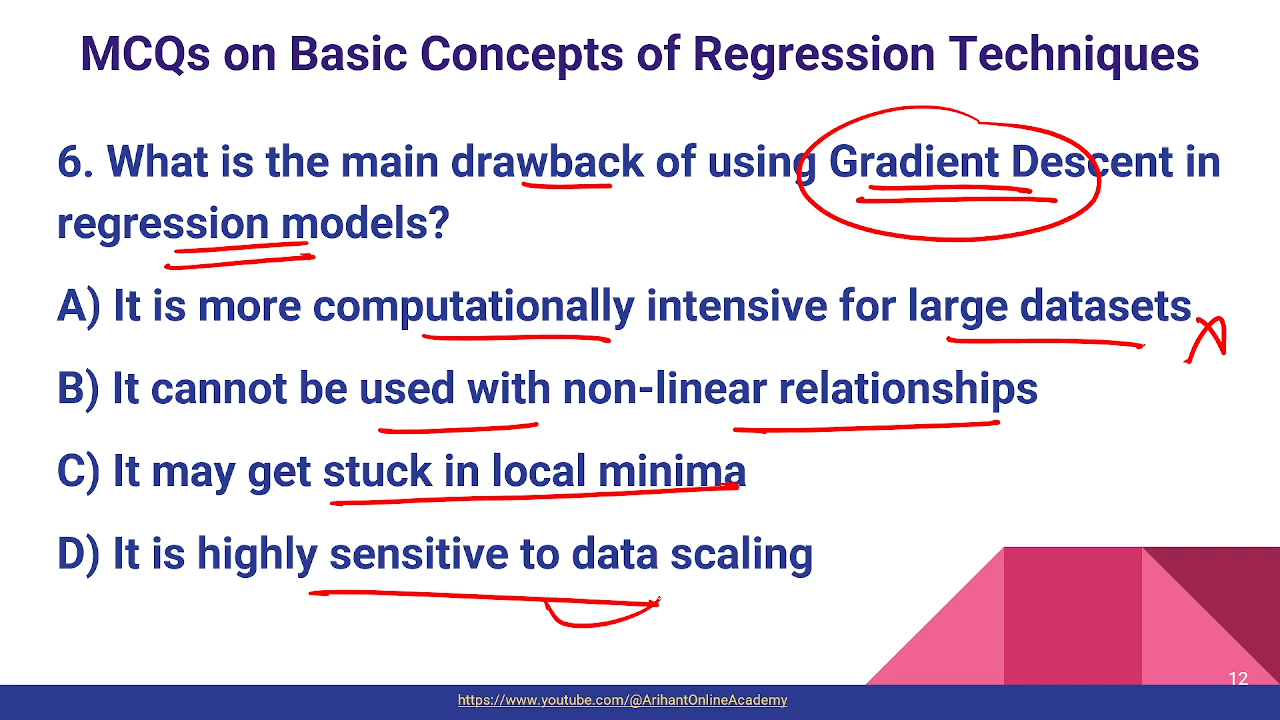 MCQs on Basic Concepts of Regression Techniques
6. What is the main drawback of using Gradient Descent in
regression models?
A) It is more computationally intensive for large datasets
B) It cannot be used with non-linear relationships
C) It may get stuck in local minima
D) It is highly sensitive to data scaling
12
https://www.youtube.com/@ArihantOnlineAcademy